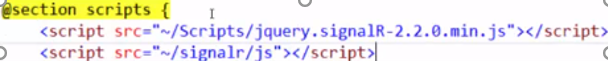 @section scripts {
<script src="~/Scripts/jquery.signalR-2.2.0.min.js"></script>
<script src="~/signalr/js"></script>